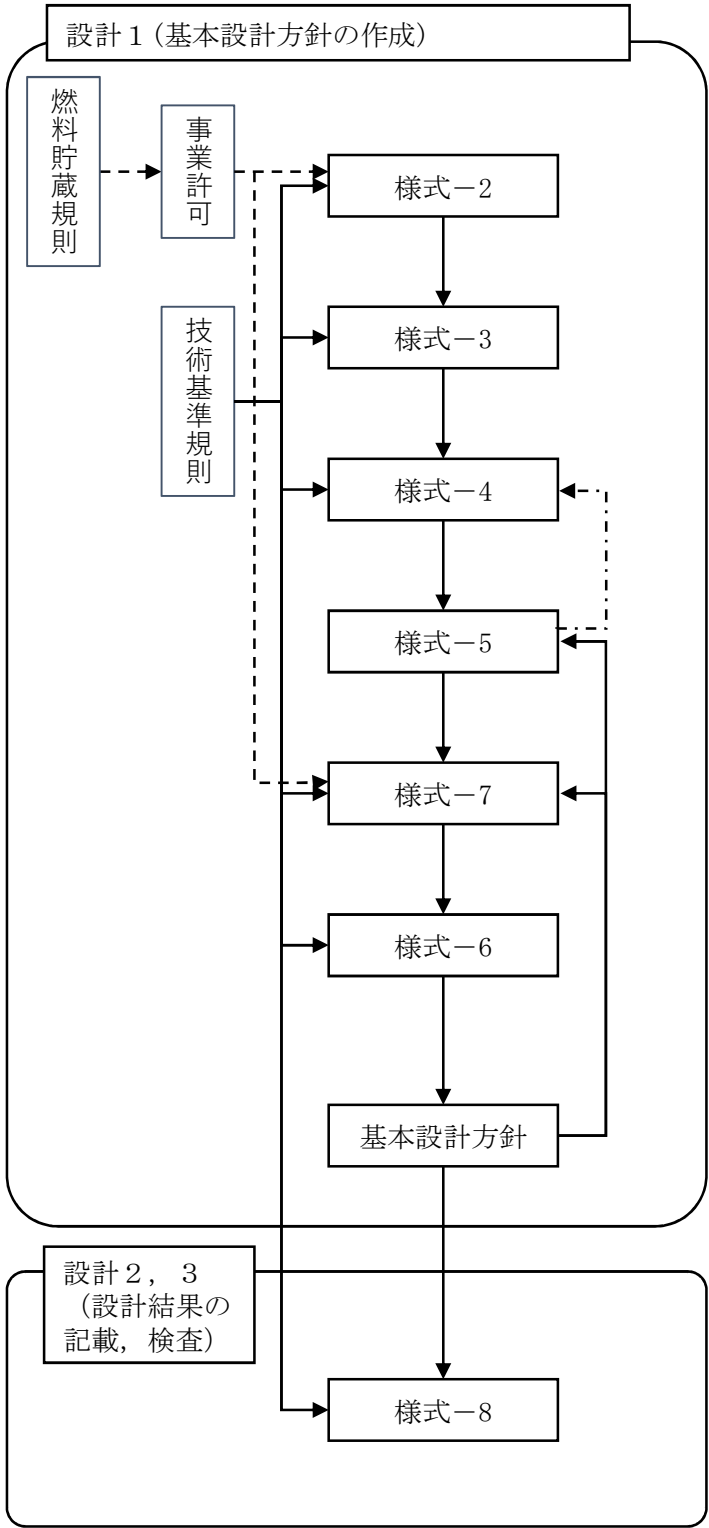 設計１(基本設計方針の作成)
燃料貯蔵規則
事業許可
様式－2
技術基準規則
様式－3
様式－4
様式－5
様式－7
様式－6
基本設計方針
設計２，３
（設計結果の
記載，検査）
様式－8